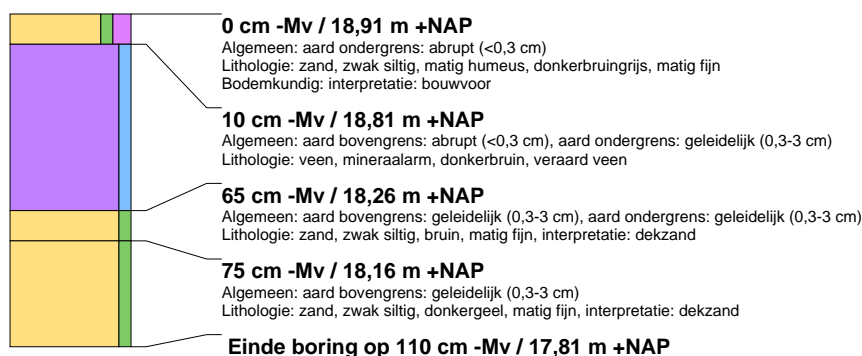 0 cm -Mv / 18,91 m +NAP
Algemeen: aard ondergrens: abrupt (<0,3 cm)
Lithologie: zand, zwak siltig, matig humeus, donkerbruingrijs, matig fijn
Bodemkundig: interpretatie: bouwvoor
10 cm -Mv / 18,81 m +NAP
Algemeen: aard bovengrens: abrupt (<0,3 cm), aard ondergrens: geleidelijk (0,3-3 cm)
Lithologie: veen, mineraalarm, donkerbruin, veraard veen
65 cm -Mv / 18,26 m +NAP
Algemeen: aard bovengrens: geleidelijk (0,3-3 cm), aard ondergrens: geleidelijk (0,3-3 cm)
Lithologie: zand, zwak siltig, bruin, matig fijn, interpretatie: dekzand
75 cm -Mv / 18,16 m +NAP
Algemeen: aard bovengrens: geleidelijk (0,3-3 cm)
Lithologie: zand, zwak siltig, donkergeel, matig fijn, interpretatie: dekzand
Einde boring op 110 cm -Mv / 17,81 m +NAP